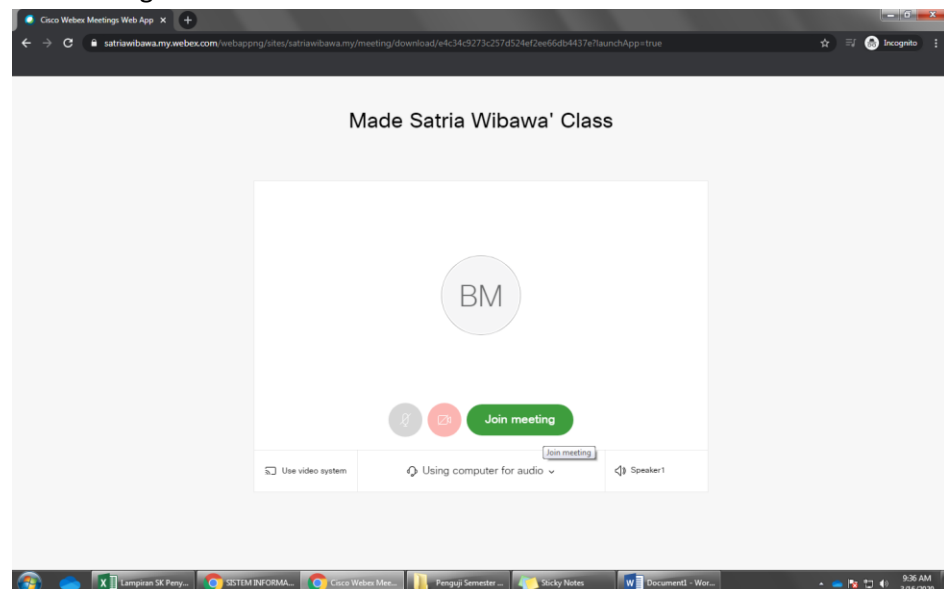 Cisco Webex Meetings Web App
satriawibawa.my.webex.com/webappng/sites/satriawibawa.my/meeting/download/e4c34c9273c257d524ef2ee66db4437e?launchApp=true
Incognito
Made Satria Wibawa' Class
BM
Join meeting
Join meeting
Use video system
Using computer for audio
Speaker1
Lampiran SK Peny...
SISTEM INFORMA...
Cisco Webex Mee...
Penguji Semester ...
Sticky Notes
Document1 - Wor...
9:36 AM